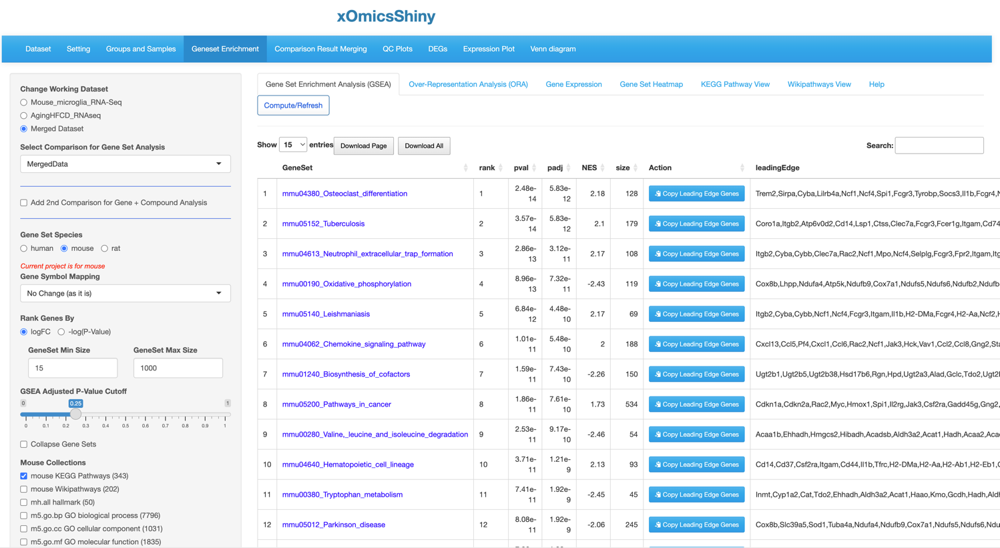 xOmicsShiny
Dataset Setting Groups and Samples Geneset Enrichment Comparison Result Merging QC Plots DEGs Expression Plot Venn diagram
Change Working Dataset
Mouse_microglia_RNA-Seq
AgingHFCD_RNAseq
Merged Dataset
Select Comparison for Gene Set Analysis
MergedData
Add 2nd Comparison for Gene + Compound Analysis
Gene Set Species
human mouse rat
Current project is for mouse
Gene Symbol Mapping
No Change (as it is)
Rank Genes By
logFC -log(P-Value)
GeneSet Min Size GeneSet Max Size
15 1000
GSEA Adjusted P-Value Cutoff
0 0.25 1
0 0.1 0.2 0.3 0.4 0.5 0.6 0.7 0.8 0.9 1
Collapse Gene Sets
Mouse Collections
mouse KEGG Pathways (343)
mouse Wikipathways (202)
mh.all hallmark (50)
m5.go.bp GO biological process (7796)
m5.go.cc GO cellular component (1031)
m5.go.mf GO molecular function (1835)
Gene Set Enrichment Analysis (GSEA) Over-Representation Analysis (ORA) Gene Expression Gene Set Heatmap KEGG Pathway View Wikipathways View Help
Compute/Refresh
Show 15 entries Download Page Download All Search:
GeneSet rank pval padj NES size Action leadingEdge
1 mmu04380_Osteoclast_differentiation 1 2.48e-14 5.83e-12 2.18 128 Copy Leading Edge Genes Trem2,Sirpa,Cyba,Lilrb4a,Ncf1,Ncf4,Spi1,Fcgr3,Tyrobp,Socs3,Il1b,Fcgr4,
2 mmu05152_Tuberculosis 2 3.57e-14 5.83e-12 2.1 179 Copy Leading Edge Genes Coro1a,Itgb2,Atp6v0d2,Cd14,Lsp1,Ctss,Clec7a,Fcgr3,Fcer1g,Itgam,Cd74
3 mmu04613_Neutrophil_extracellular_trap_formation 3 2.86e-13 3.12e-11 2.17 108 Copy Leading Edge Genes Itgb2,Cyba,Cybb,Clec7a,Rac2,Ncf1,Mpo,Ncf4,Selplg,Fcgr3,Fpr2,Itgam,Itg
4 mmu00190_Oxidative_phosphorylation 4 8.96e-13 7.32e-11 -2.43 119 Copy Leading Edge Genes Cox8b,Lhpp,Ndufa4,Atp5k,Ndufb9,Cox7a1,Ndufs5,Ndufs6,Ndufb2,Ndufb
5 mmu05140_Leishmaniasis 5 6.84e-12 4.48e-10 2.17 69 Copy Leading Edge Genes Itgb2,Cyba,Cybb,Ncf1,Ncf4,Fcgr3,Itgam,Il1b,H2-DMa,Fcgr4,H2-Aa,Ncf2,
6 mmu04062_Chemokine_signaling_pathway 6 1.01e-11 5.48e-10 2 188 Copy Leading Edge Genes Cxcl13,Ccl5,Pf4,Cxcl1,Ccl6,Rac2,Ncf1,Jak3,Hck,Vav1,Ccl2,Ccl8,Gng2,Sta
7 mmu01240_Biosynthesis_of_cofactors 7 1.59e-11 7.43e-10 -2.26 150 Copy Leading Edge Genes Ugt2b1,Ugt2b5,Ugt2b38,Hsd17b6,Rgn,Hpd,Ugt2a3,Alad,Gclc,Tdo2,Ugt2
8 mmu05200_Pathways_in_cancer 8 1.86e-11 7.61e-10 1.73 534 Copy Leading Edge Genes Cdkn1a,Cdkn2a,Rac2,Myc,Hmox1,Spi1,Il2rg,Jak3,Csf2ra,Gadd45g,Gng2,
9 mmu00280_Valine,_leucine_and_isoleucine_degradation 9 2.53e-11 9.17e-10 -2.46 54 Copy Leading Edge Genes Acaa1b,Ehhadh,Hmgcs2,Hibadh,Acadsb,Aldh3a2,Acat1,Hadh,Acaa2,Aca
10 mmu04640_Hematopoietic_cell_lineage 10 3.71e-11 1.21e-9 2.13 93 Copy Leading Edge Genes Cd14,Cd37,Csf2ra,Itgam,Cd44,Il1b,Tfrc,H2-DMa,H2-Aa,H2-Ab1,H2-Eb1,
11 mmu00380_Tryptophan_metabolism 11 7.41e-11 1.92e-9 -2.45 45 Copy Leading Edge Genes Inmt,Cyp1a2,Cat,Tdo2,Ehhadh,Aldh3a2,Acat1,Haao,Kmo,Gcdh,Hadh,Aldh
12 mmu05012_Parkinson_disease 12 8.08e-11 1.92e-9 -2.06 245 Copy Leading Edge Genes Cox8b,Slc39a5,Sod1,Tuba4a,Ndufa4,Ndufb9,Cox7a1,Ndufs5,Ndufs6,Ndu